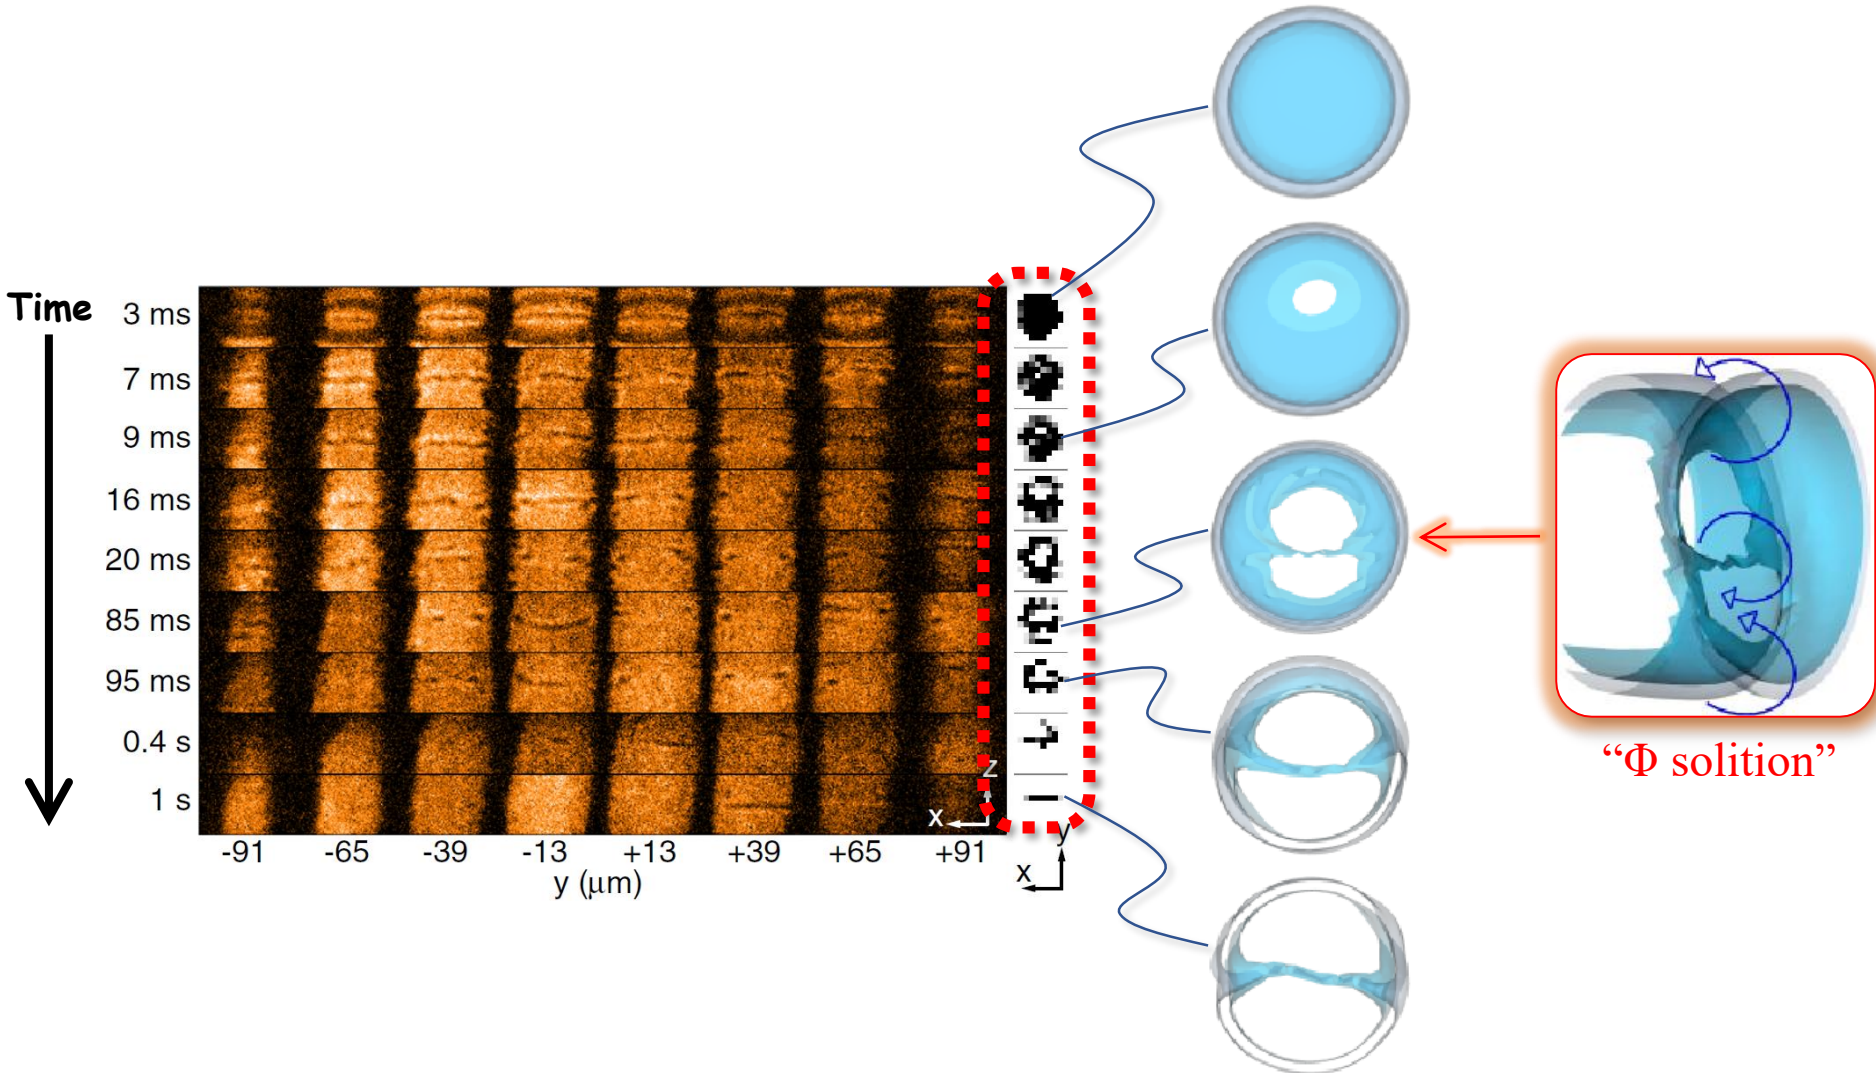 Time
3 ms
7 ms
9 ms
16 ms
20 ms
85 ms
95 ms
0.4 s
1 s
z
x
-91 -65 -39 -13 +13 +39 +65 +91
y (μm)
y
x
“Φ solition”